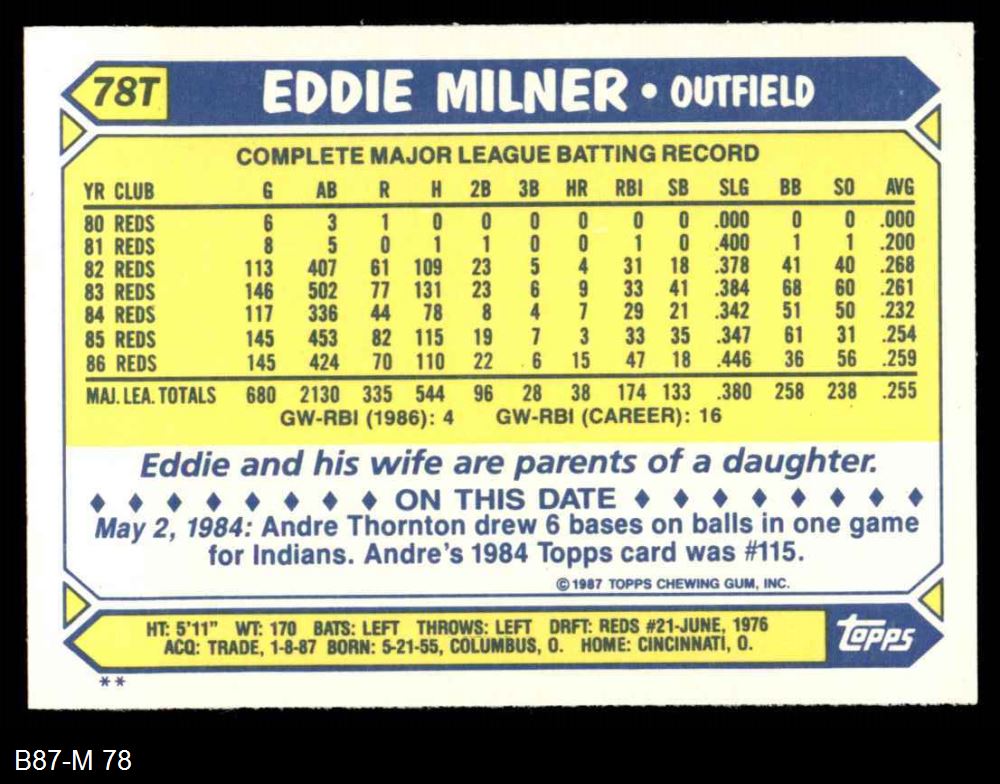 78T
EDDIE MILNER • OUTFIELD
COMPLETE MAJOR LEAGUE BATTING RECORD
YR CLUB G AB R H 2B 3B HR RBI SB SLG BB SO AVG
80 REDS 6 3 1 0 0 0 0 0 0 .000 0 0 .000
81 REDS 8 5 0 1 1 0 0 1 0 .400 1 1 .200
82 REDS 113 407 61 109 23 5 4 31 18 .378 41 40 .268
83 REDS 146 502 77 131 23 6 9 33 41 .384 68 60 .261
84 REDS 117 336 44 78 8 4 7 29 21 .342 51 50 .232
85 REDS 145 453 82 115 19 7 3 33 35 .347 61 31 .254
86 REDS 145 424 70 110 22 6 15 47 18 .446 36 56 .259
MAJ. LEA. TOTALS 680 2130 335 544 96 28 38 174 133 .380 258 238 .255
GW-RBI (1986): 4 GW-RBI (CAREER): 16
Eddie and his wife are parents of a daughter.
♦ ♦ ♦ ♦ ♦ ♦ ♦ ♦ ON THIS DATE ♦ ♦ ♦ ♦ ♦ ♦ ♦ ♦
May 2, 1984: Andre Thornton drew 6 bases on balls in one game
for Indians. Andre's 1984 Topps card was #115.
© 1987 TOPPS CHEWING GUM, INC.
HT: 5'11" WT: 170 BATS: LEFT THROWS: LEFT DRFT: REDS #21-JUNE, 1976
ACQ: TRADE, 1-8-87 BORN: 5-21-55, COLUMBUS, O. HOME: CINCINNATI, O.
topps
**
B87-M 78